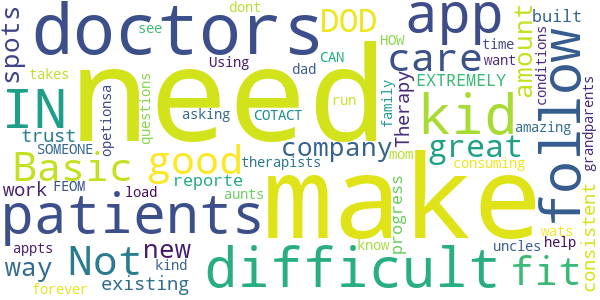 dont
doctors
app
DOD
spots
see
HOW
time
want
built
Using
dad
CAN
care
amount
conditions
takes
IN
need
EXTREMELY
questions
run
family
Therapy
kid
follow
amazing
grandparents
opetionsa
asking
COTACT
trust
SOMEONE
company
great
Basic
good
therapists
mom
consuming
work
FEOM
load
reporte
aunts
patients
make
progress
consistent
wats
appts
Not
new
know
uncles
help
way
kind
existing
difficult
fit
forever